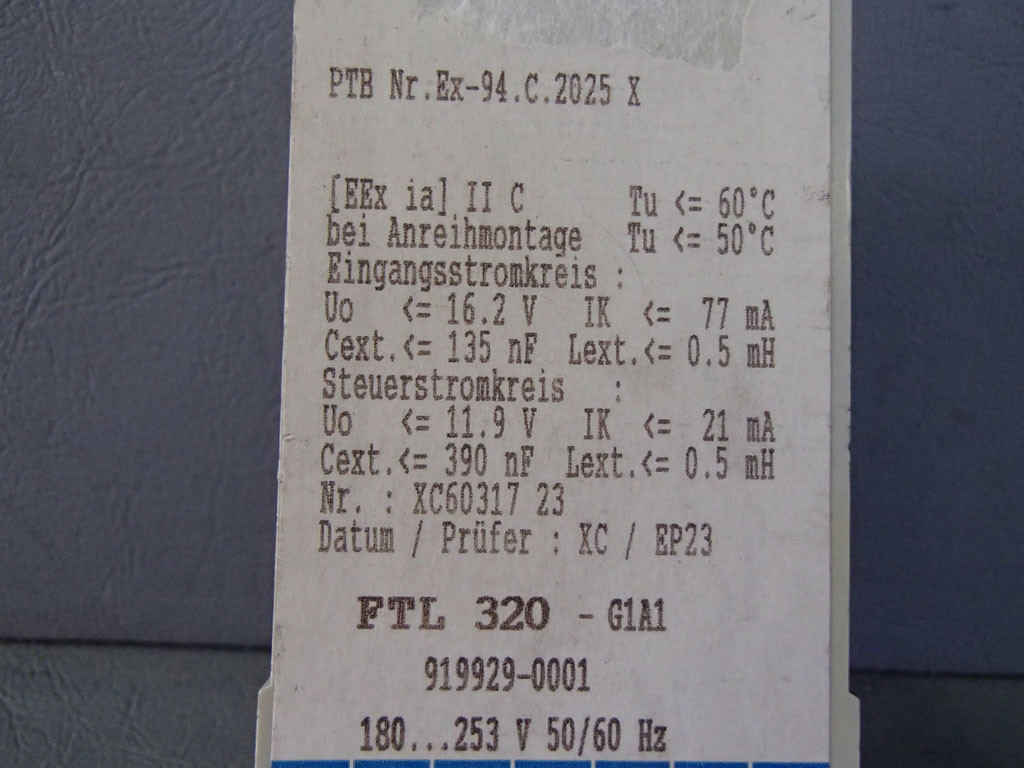 PTB Nr.Ex-94.C.2025 X
[EEx ia] II C Tu <= 60°C
bei Anreihmontage Tu <= 50°C
Eingangsstromkreis :
Uo <= 16.2 V IK <= 77 mA
Cext.<= 135 nF Lext.<= 0.5 mH
Steuerstromkreis :
Uo <= 11.9 V IK <= 21 mA
Cext.<= 390 nF Lext.<= 0.5 mH
Nr. : XC60317 23
Datum / Prüfer : XC / EP23
FTL 320 - G1A1
919929-0001
180...253 V 50/60 Hz